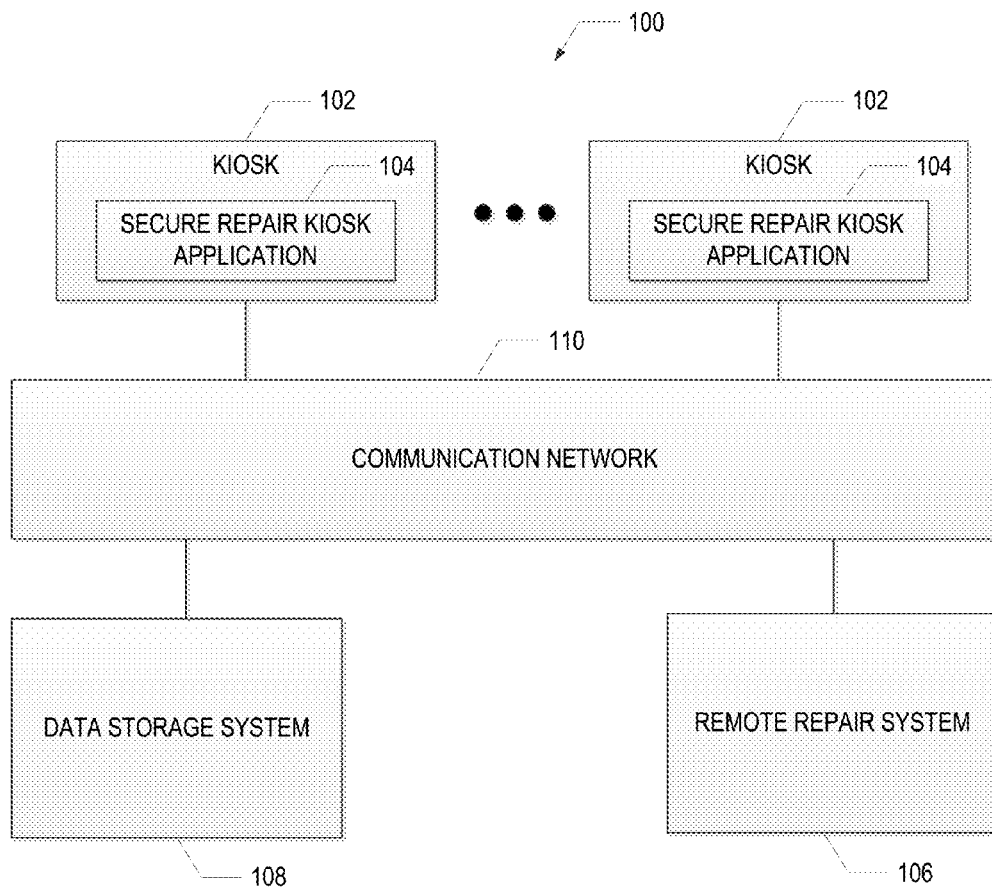 100
102
102
KIOSK
104
SECURE REPAIR KIOSK
APPLICATION
KIOSK
104
SECURE REPAIR KIOSK
APPLICATION
110
COMMUNICATION NETWORK
DATA STORAGE SYSTEM
REMOTE REPAIR SYSTEM
108
106